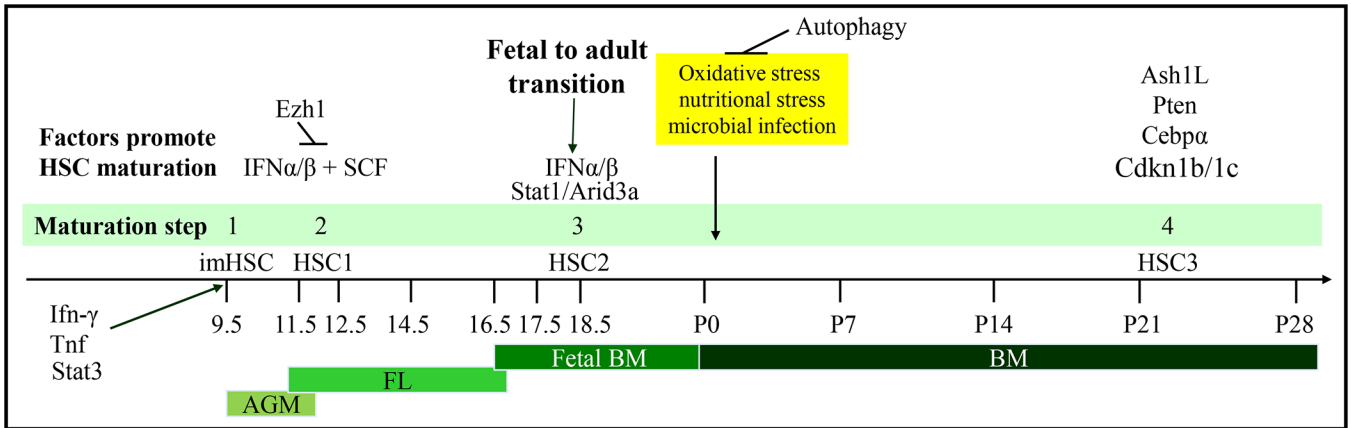 Autophagy
Fetal to adult
transition
Oxidative stress
nutritional stress
microbial infection
Ash1L
Pten
Cebpα
Cdkn1b/1c
Ezh1
Factors promote
HSC maturation
IFNα/β + SCF
IFNα/β
Stat1/Arid3a
Maturation step 1 2 3 4
imHSC HSC1 HSC2 HSC3
Ifn-γ
Tnf
Stat3
9.5 11.5 12.5 14.5 16.5 17.5 18.5 P0 P7 P14 P21 P28
Fetal BM BM
FL
AGM